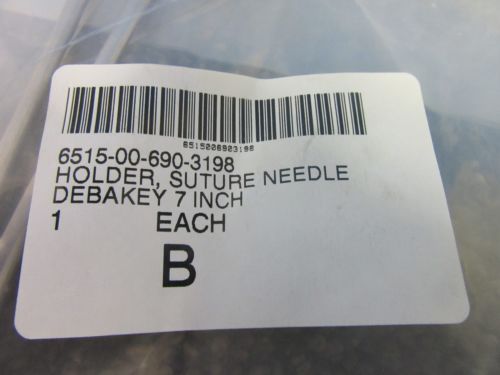 6515006903198
6515-00-690-3198
HOLDER, SUTURE NEEDLE
DEBAKEY 7 INCH
1 EACH
B